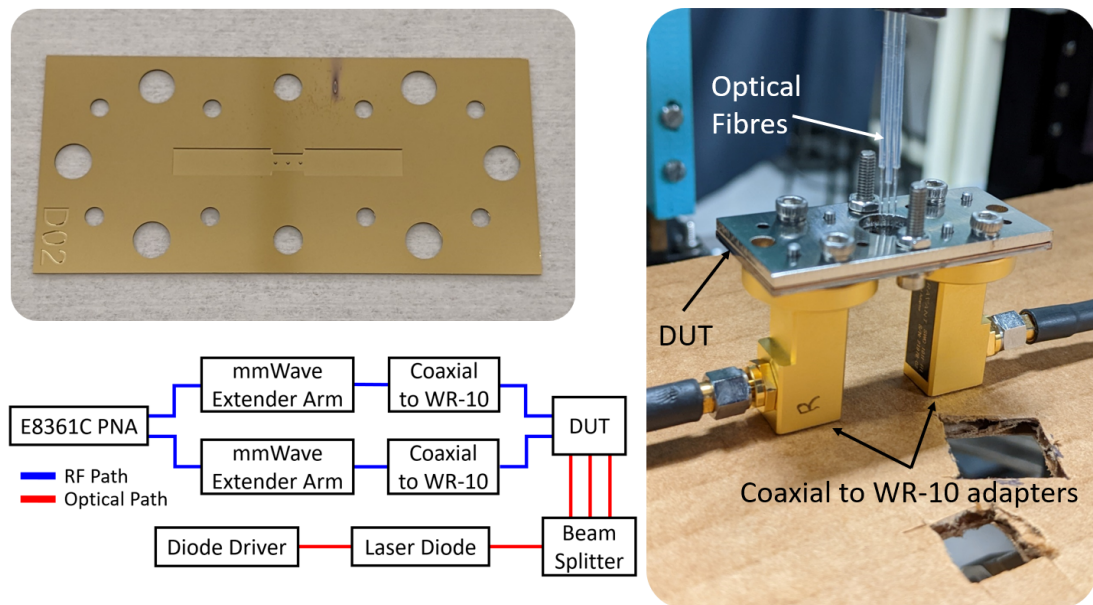 D02
mmWave
Extender Arm
Coaxial
to WR-10
E8361C PNA
DUT
mmWave
Extender Arm
Coaxial
to WR-10
RF Path
Optical Path
Diode Driver
Laser Diode
Beam
Splitter
Optical
Fibres
DUT
R
Coaxial to WR-10 adapters